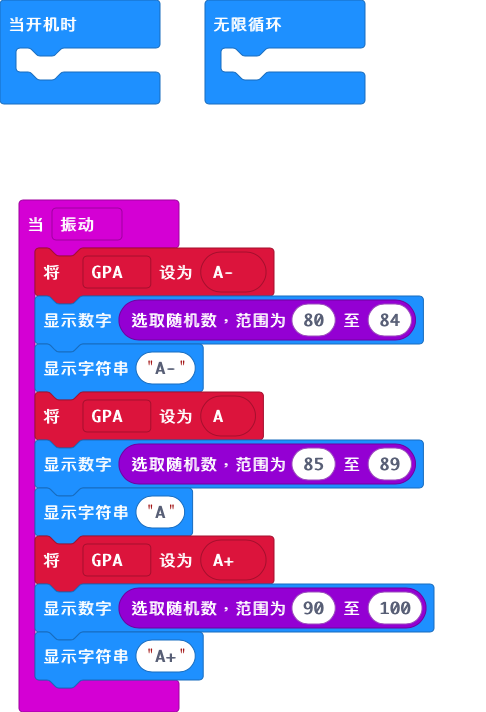 当开机时 无限循环
当 振动
将 GPA 设为 A-
显示数字 选取随机数，范围为 80 至 84
显示字符串 "A-"
将 GPA 设为 A
显示数字 选取随机数，范围为 85 至 89
显示字符串 "A"
将 GPA 设为 A+
显示数字 选取随机数，范围为 90 至 100
显示字符串 "A+"